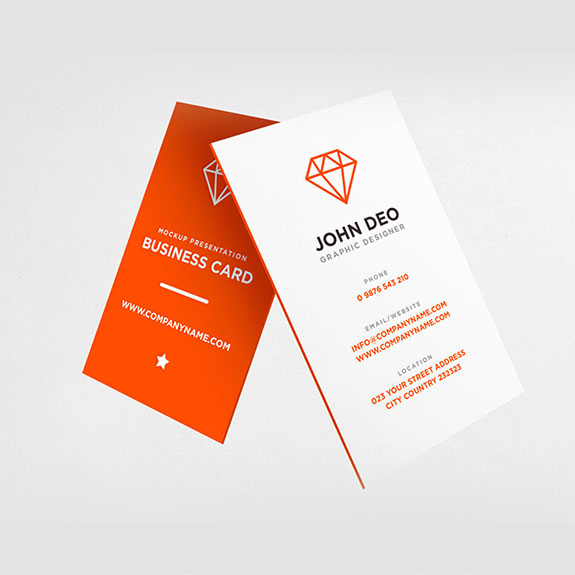 MOCKUP PRESENTATION
BUSINESS CARD
WWW.COMPANYNAME.COM
JOHN DEO
GRAPHIC DESIGNER
PHONE
0 9876 543 210
EMAIL/WEBSITE
INFO@COMPANYNAME.COM
WWW.COMPANYNAME.COM
LOCATION
023 YOUR STREET ADDRESS
CITY COUNTRY 232323